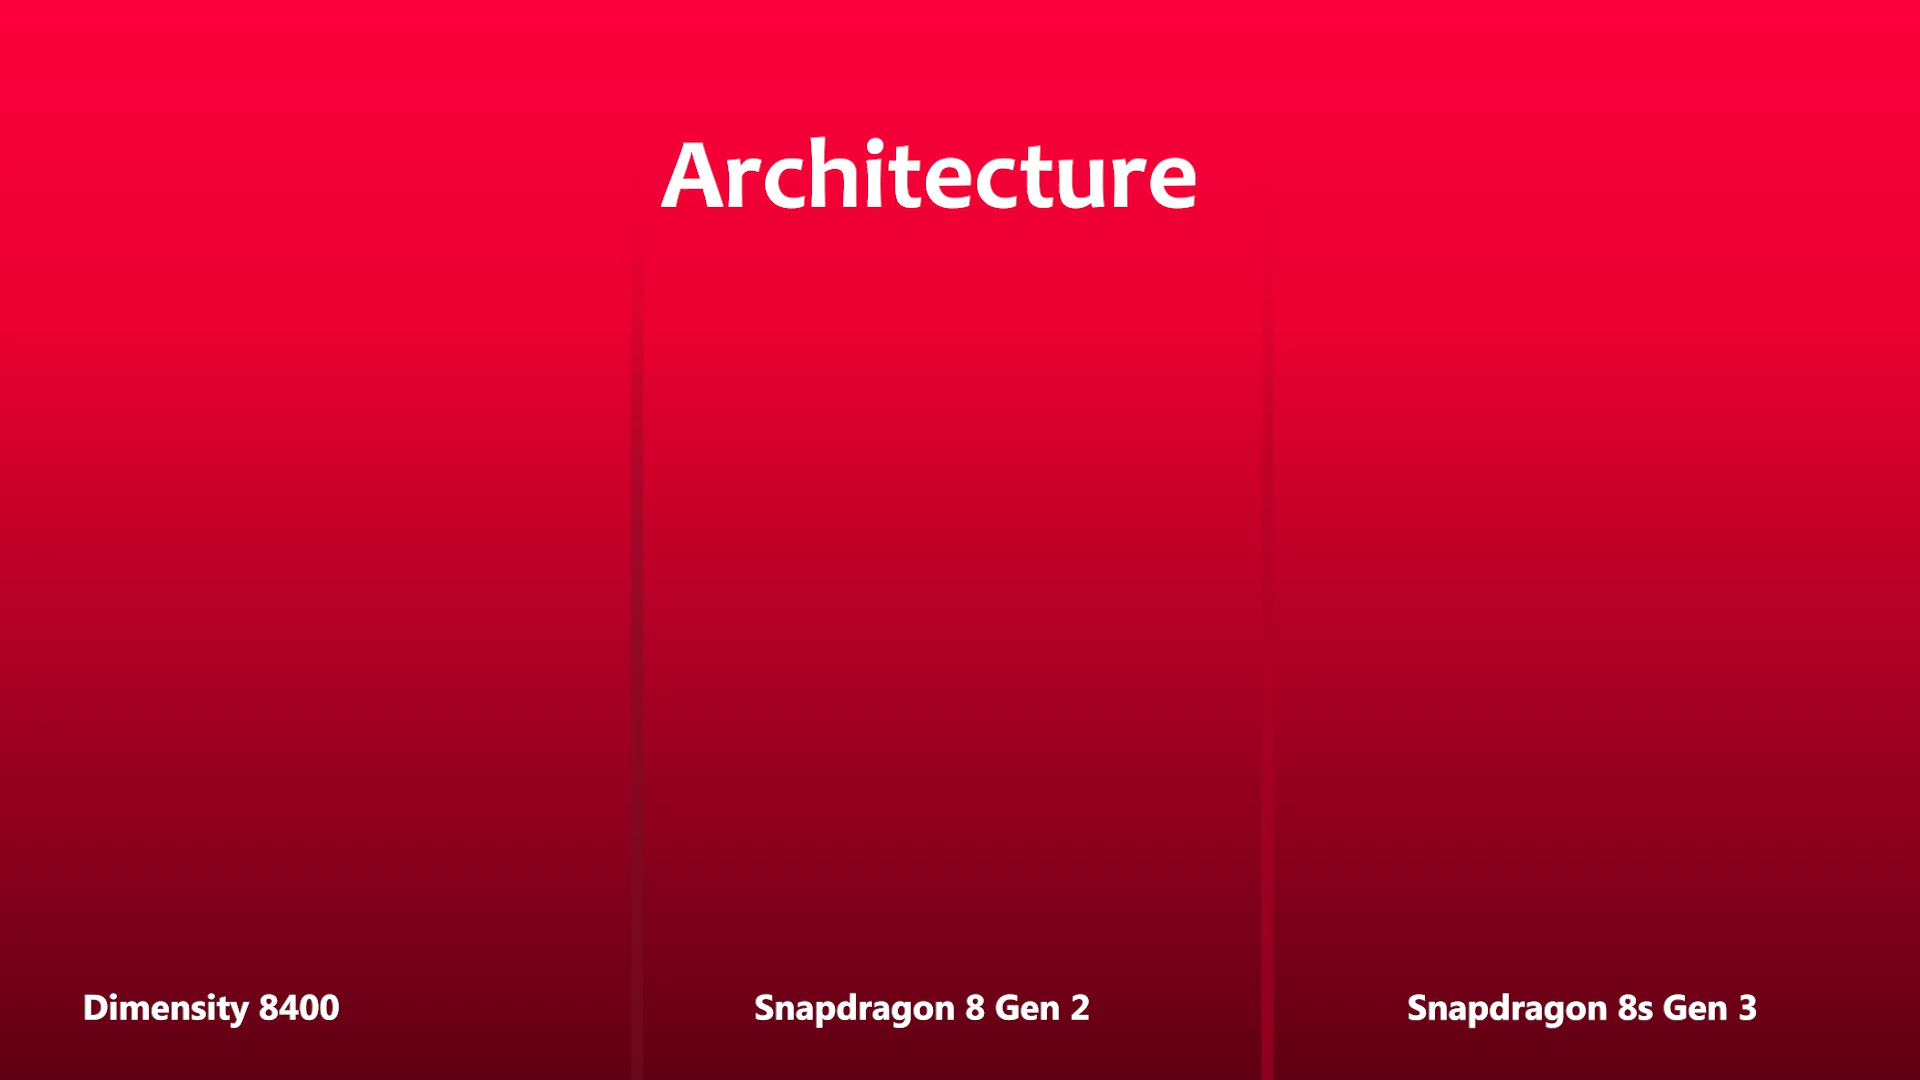 Architecture
Dimensity 8400
Snapdragon 8 Gen 2
Snapdragon 8s Gen 3